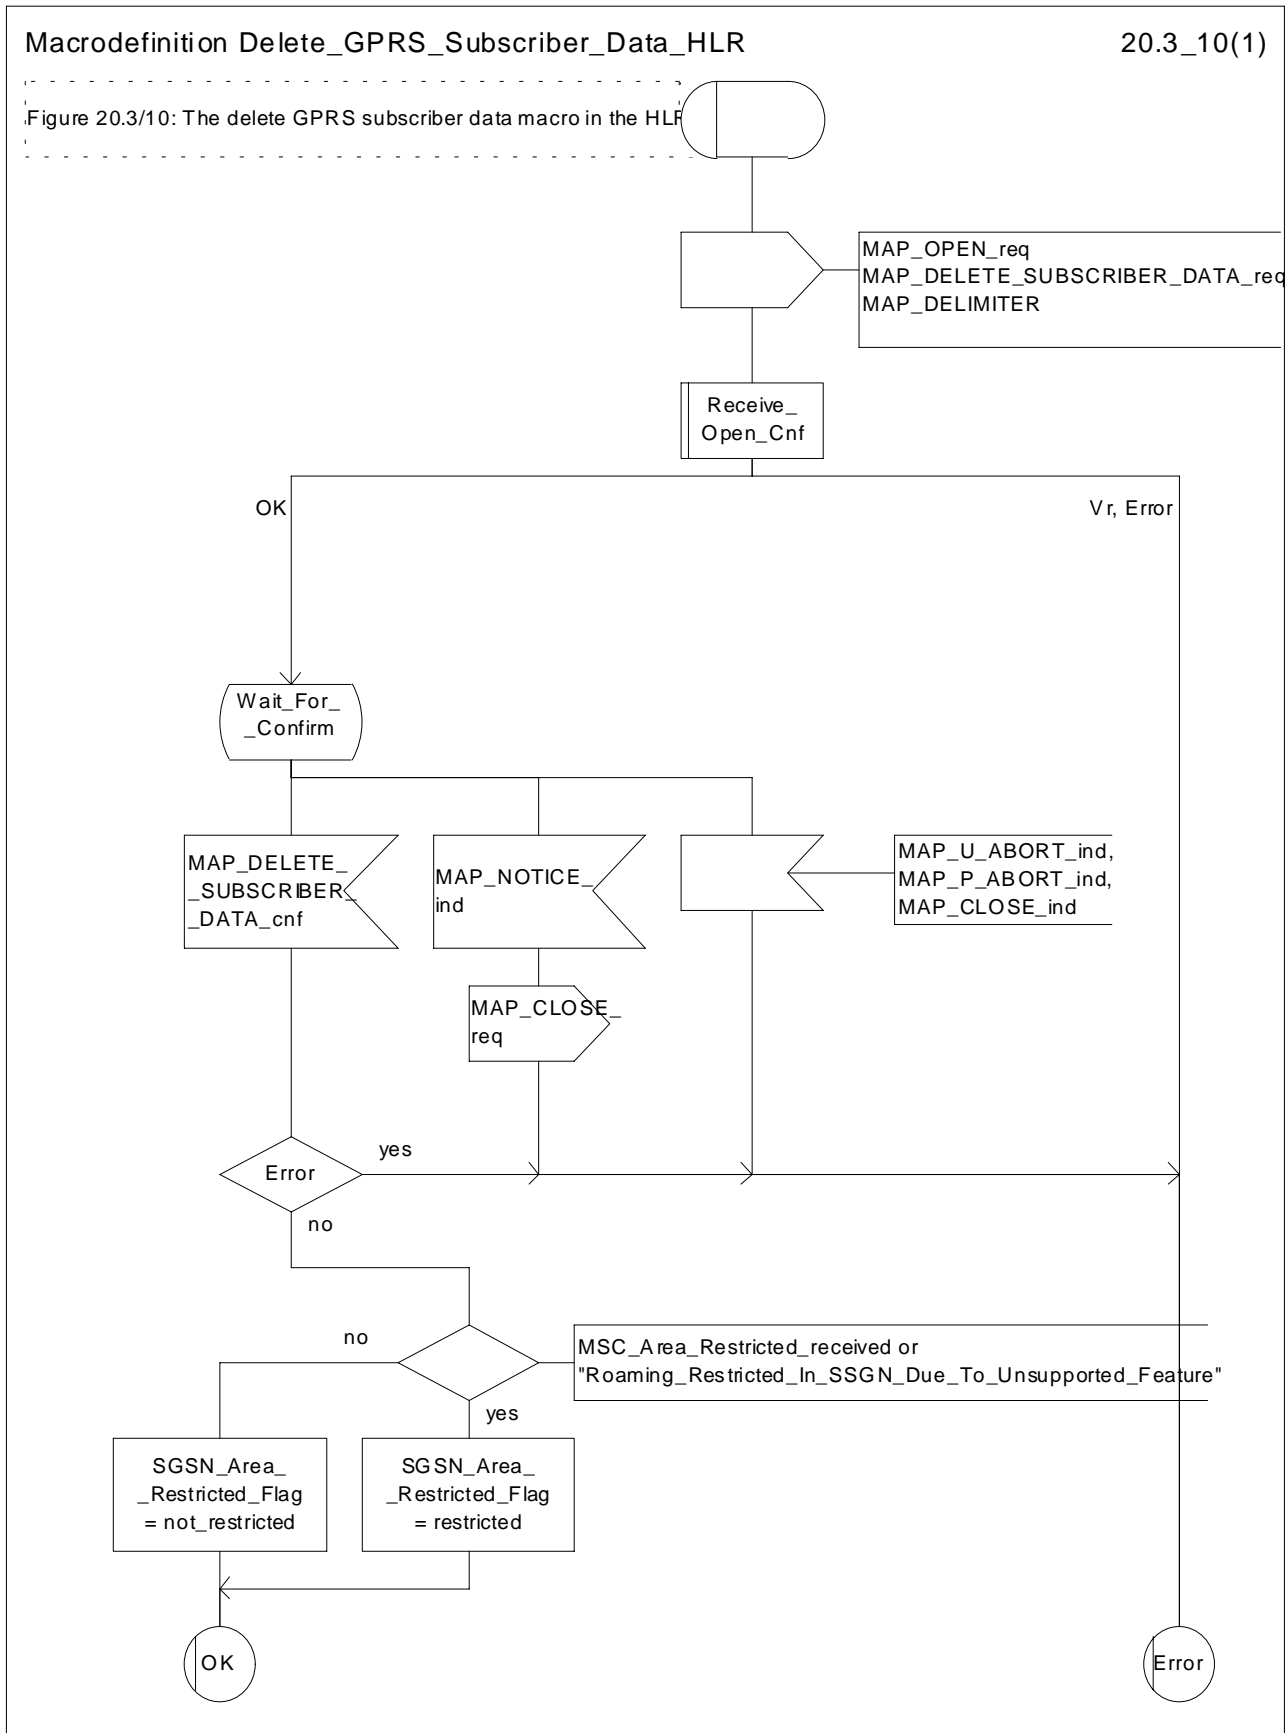 Macrodefinition Delete_GPRS_Subscriber_Data_HLR
20.3_10(1)
Figure 20.3/10: The delete GPRS subscriber data macro in the HLR
MAP_OPEN_req
MAP_DELETE_SUBSCRIBER_DATA_req
MAP_DELIMITER
Receive_
Open_Cnf
OK
Vr, Error
Wait_For_
_Confirm
MAP_DELETE_
_SUBSCRIBER_
_DATA_cnf
MAP_NOTICE_
ind
MAP_U_ABORT_ind,
MAP_P_ABORT_ind,
MAP_CLOSE_ind
MAP_CLOSE_
req
Error
yes
no
no
MSC_Area_Restricted_received or
"Roaming_Restricted_In_SSGN_Due_To_Unsupported_Feature"
yes
SGSN_Area_
_Restricted_Flag
= not_restricted
SGSN_Area_
_Restricted_Flag
= restricted
OK
Error